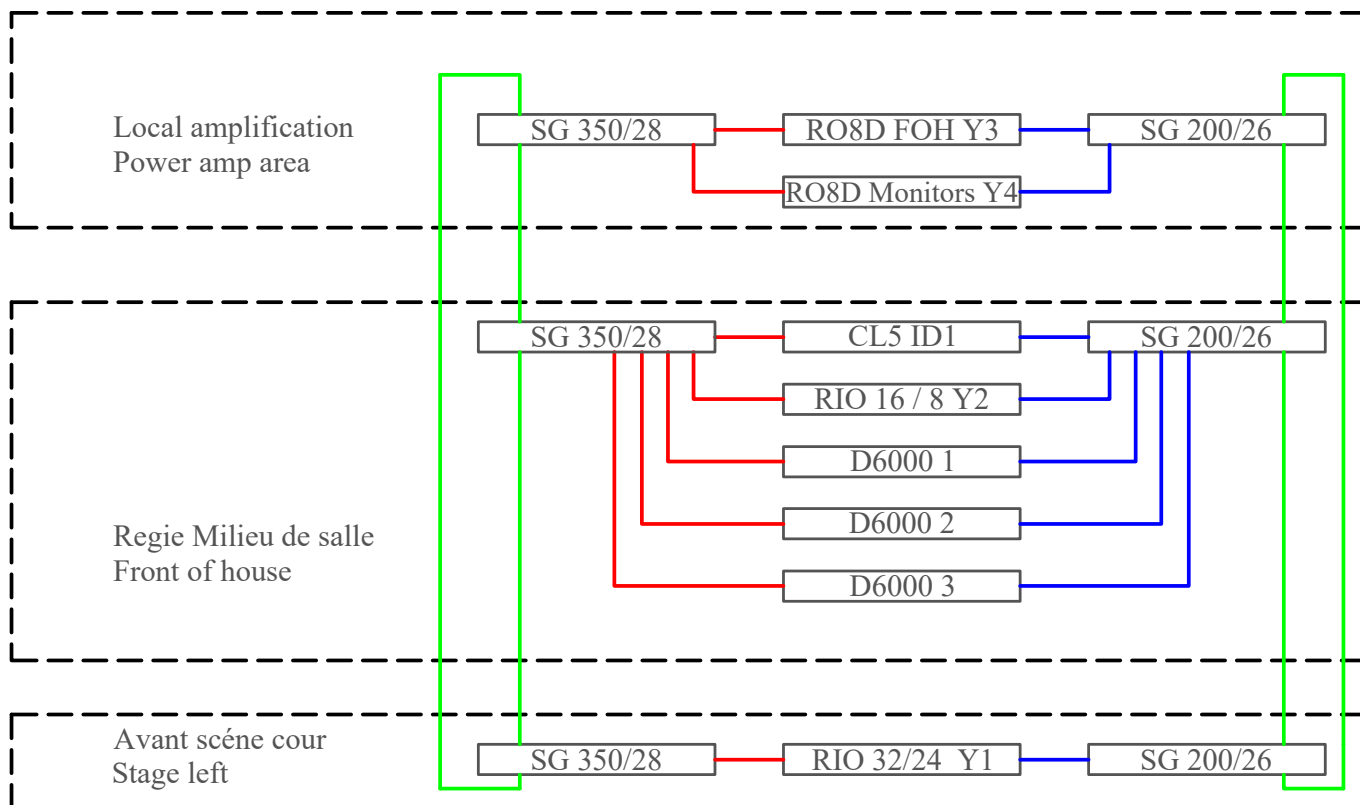 Local amplification
Power amp area
SG 350/28
RO8D FOH Y3
SG 200/26
RO8D Monitors Y4
SG 350/28
CL5 ID1
SG 200/26
RIO 16 / 8 Y2
D6000 1
D6000 2
Regie Milieu de salle
Front of house
D6000 3
Avant scéne cour
Stage left
SG 350/28
RIO 32/24 Y1
SG 200/26